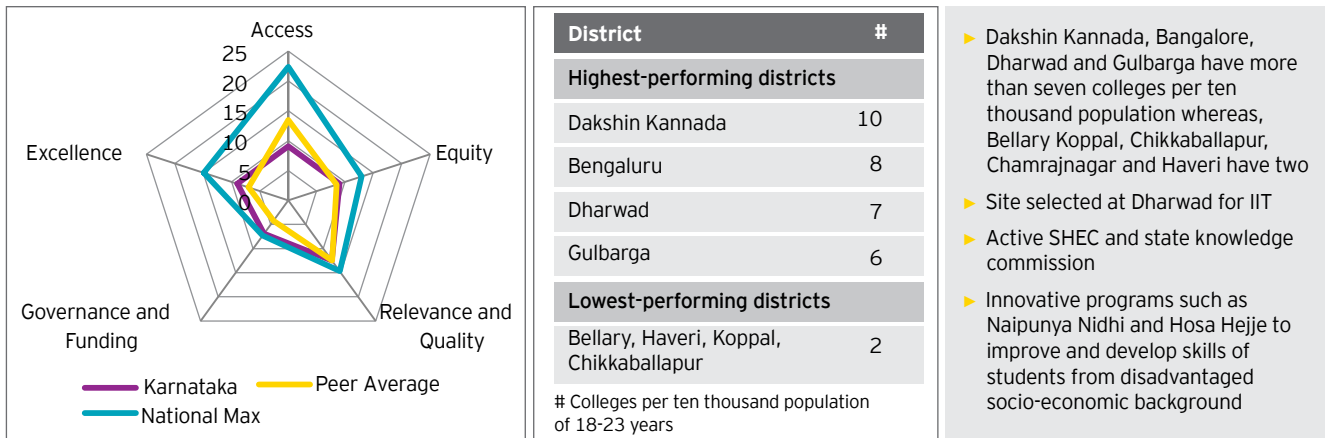 Access
25
20
15
10
5
0
Excellence
Equity
Governance and
Funding
Relevance and
Quality
Karnataka
Peer Average
National Max
District #
Highest-performing districts
Dakshin Kannada 10
Bengaluru 8
Dharwad 7
Gulbarga 6
Lowest-performing districts
Bellary, Haveri, Koppal,
Chikkaballapur 2
# Colleges per ten thousand population
of 18-23 years
► Dakshin Kannada, Bangalore,
Dharwad and Gulbarga have more
than seven colleges per ten
thousand population whereas,
Bellary Koppal, Chikkaballapur,
Chamrajnagar and Haveri have two
► Site selected at Dharwad for IIT
► Active SHEC and state knowledge
commission
► Innovative programs such as
Naipunya Nidhi and Hosa Hejje to
improve and develop skills of
students from disadvantaged
socio-economic background